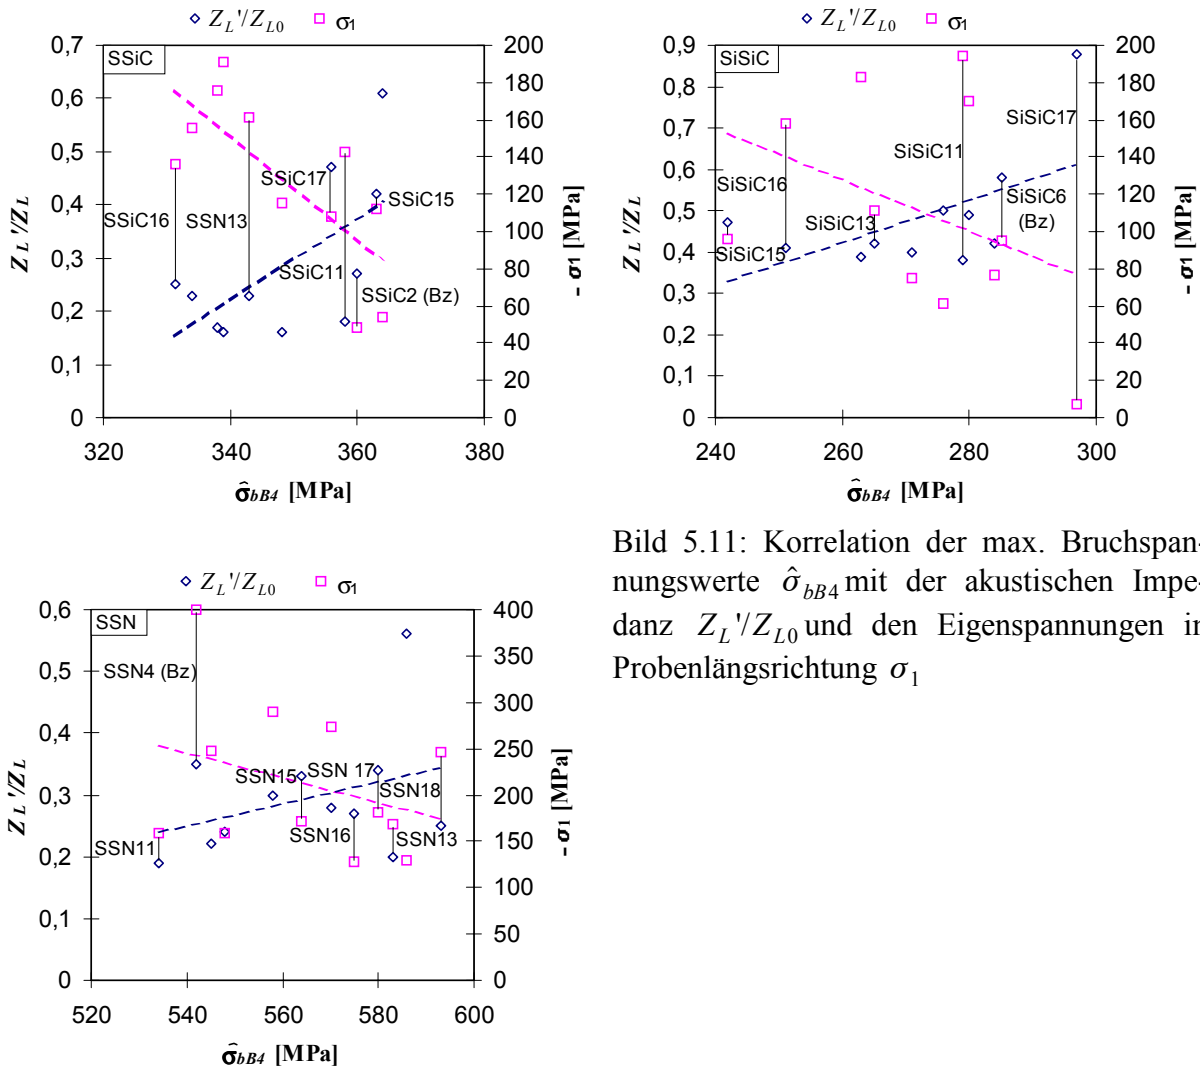 Z_L'/Z_L0 σ1
SSiC
0,7
0,6
0,5
0,4
0,3
0,2
0,1
0
Z_L'/Z_L
200
180
160
140
120
100
80
60
40
20
0
- σ1 [MPa]
SSiC16
SSN13
SSiC17
SSiC15
SSiC11
SSiC2 (Bz)
320 340 360 380
σ̂bB4 [MPa]
Z_L'/Z_L0 σ1
SiSiC
0,9
0,8
0,7
0,6
0,5
0,4
0,3
0,2
0,1
0
Z_L'/Z_L
200
180
160
140
120
100
80
60
40
20
0
- σ1 [MPa]
SiSiC17
SiSiC11
SiSiC16
SiSiC6
(Bz)
SiSiC13
SiSiC15
240 260 280 300
σ̂bB4 [MPa]
Bild 5.11: Korrelation der max. Bruchspan-
nungswerte σ̂bB4 mit der akustischen Impe-
danz Z_L'/Z_L0 und den Eigenspannungen in
Probenlängsrichtung σ1
Z_L'/Z_L0 σ1
SSN
0,6
0,5
0,4
0,3
0,2
0,1
0
Z_L'/Z_L
400
350
300
250
200
150
100
50
0
- σ1 [MPa]
SSN4 (Bz)
SSN15
SSN 17
SSN18
SSN16
SSN13
SSN11
520 540 560 580 600
σ̂bB4 [MPa]